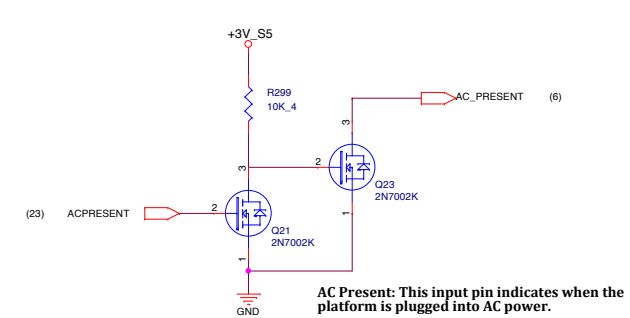 +3V_S5
R299
10K_4
AC_PRESENT (6)
3
3
2
Q23
2N7002K
(23) ACPRESENT
2
1
Q21
2N7002K
1
GND
AC Present: This input pin indicates when the
platform is plugged into AC power.